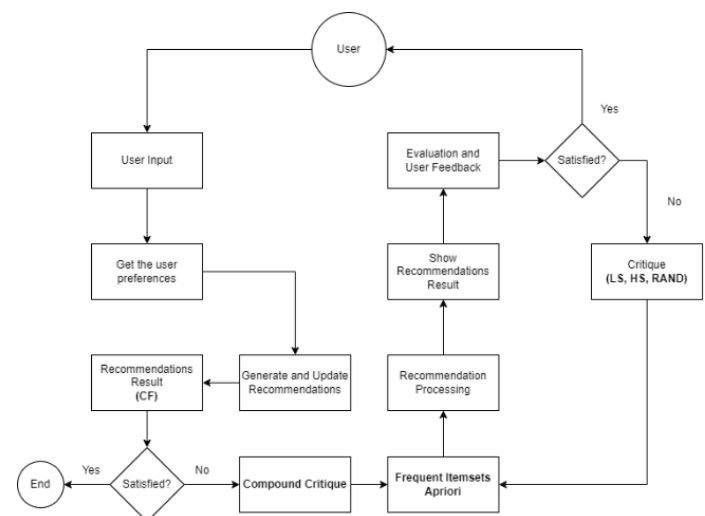 User
Yes
User Input
Evaluation and
User Feedback
Satisfied?
No
Get the user
preferences
Show
Recommendations
Result
Critique
(LS, HS, RAND)
Recommendations
Result
(CF)
Generate and Update
Recommendations
Recommendation
Processing
Yes
No
End
Satisfied?
Compound Critique
Frequent Itemsets
Apriori